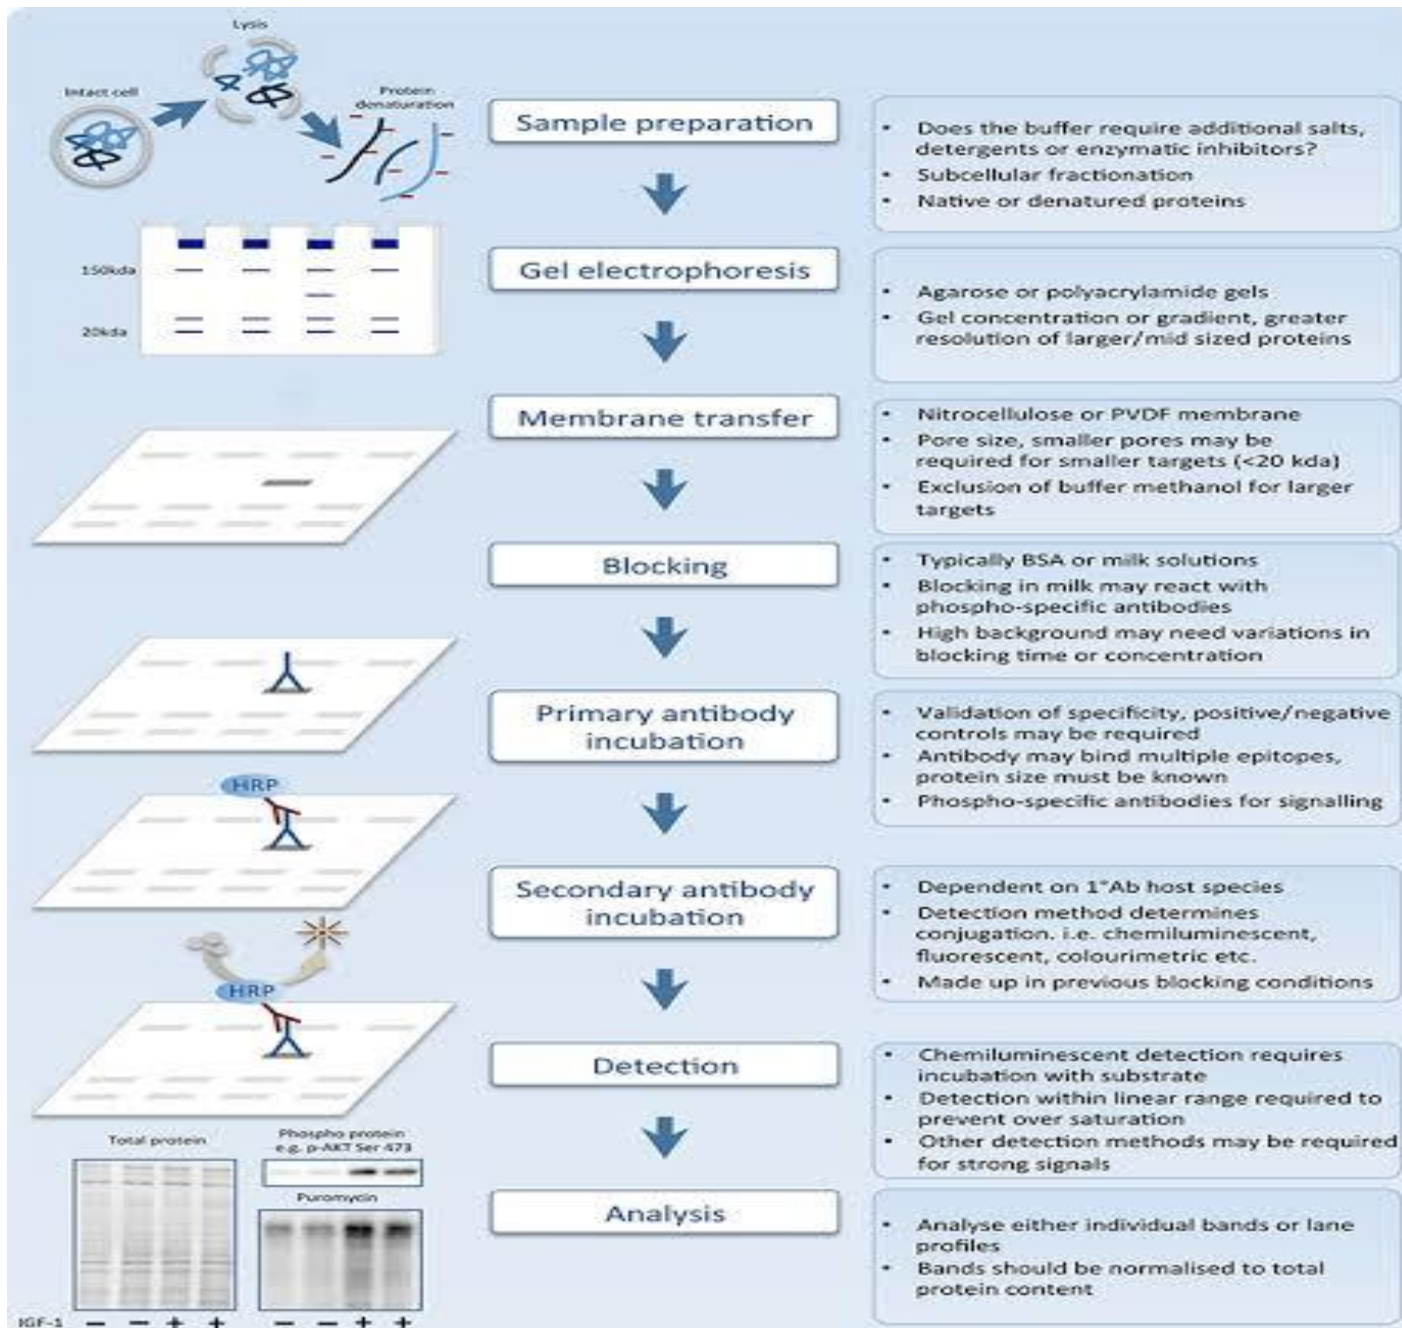 Lysis
Intact cell
Protein
denaturation
Sample preparation
• Does the buffer require additional salts,
detergents or enzymatic inhibitors?
• Subcellular fractionation
• Native or denatured proteins
150kda
20kda
Gel electrophoresis
• Agarose or polyacrylamide gels
• Gel concentration or gradient, greater
resolution of larger/mid sized proteins
Membrane transfer
• Nitrocellulose or PVDF membrane
• Pore size, smaller pores may be
required for smaller targets (<20 kda)
• Exclusion of buffer methanol for larger
targets
Blocking
• Typically BSA or milk solutions
• Blocking in milk may react with
phospho-specific antibodies
• High background may need variations in
blocking time or concentration
Primary antibody
incubation
• Validation of specificity, positive/negative
controls may be required
• Antibody may bind multiple epitopes,
protein size must be known
• Phospho-specific antibodies for signalling
HRP
Secondary antibody
incubation
• Dependent on 1°Ab host species
• Detection method determines
conjugation. i.e. chemiluminescent,
fluorescent, colourimetric etc.
• Made up in previous blocking conditions
HRP
Detection
• Chemiluminescent detection requires
incubation with substrate
• Detection within linear range required to
prevent over saturation
• Other detection methods may be required
for strong signals
Total protein
Phospho protein
e.g. p-AKT Ser 473
Puromycin
Analysis
• Analyse either individual bands or lane
profiles
• Bands should be normalised to total
protein content
IGF-1 − − + + − − + +